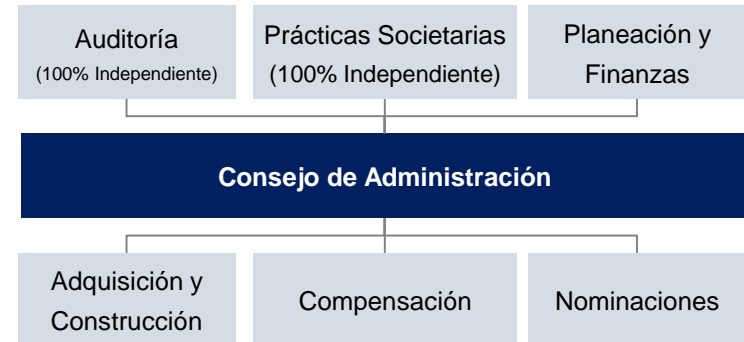 Auditoría
(100% Independiente)
Prácticas Societarias
(100% Independiente)
Planeación y
Finanzas
Consejo de Administración
Adquisición y
Construcción
Compensación
Nominaciones